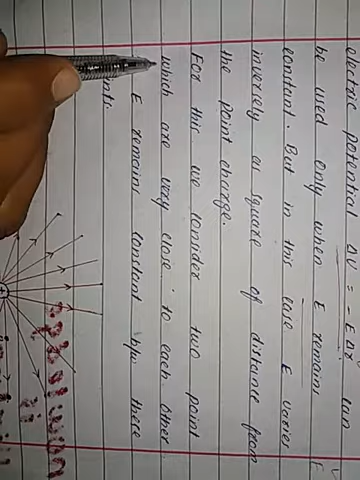 electric potential ΔV = - EΔr can
be used only when E remains
constant. But in this case E varies
inversely as square of distance from
the point charge.
For this we consider two point
which are very close to each other
E remains constant b/w these